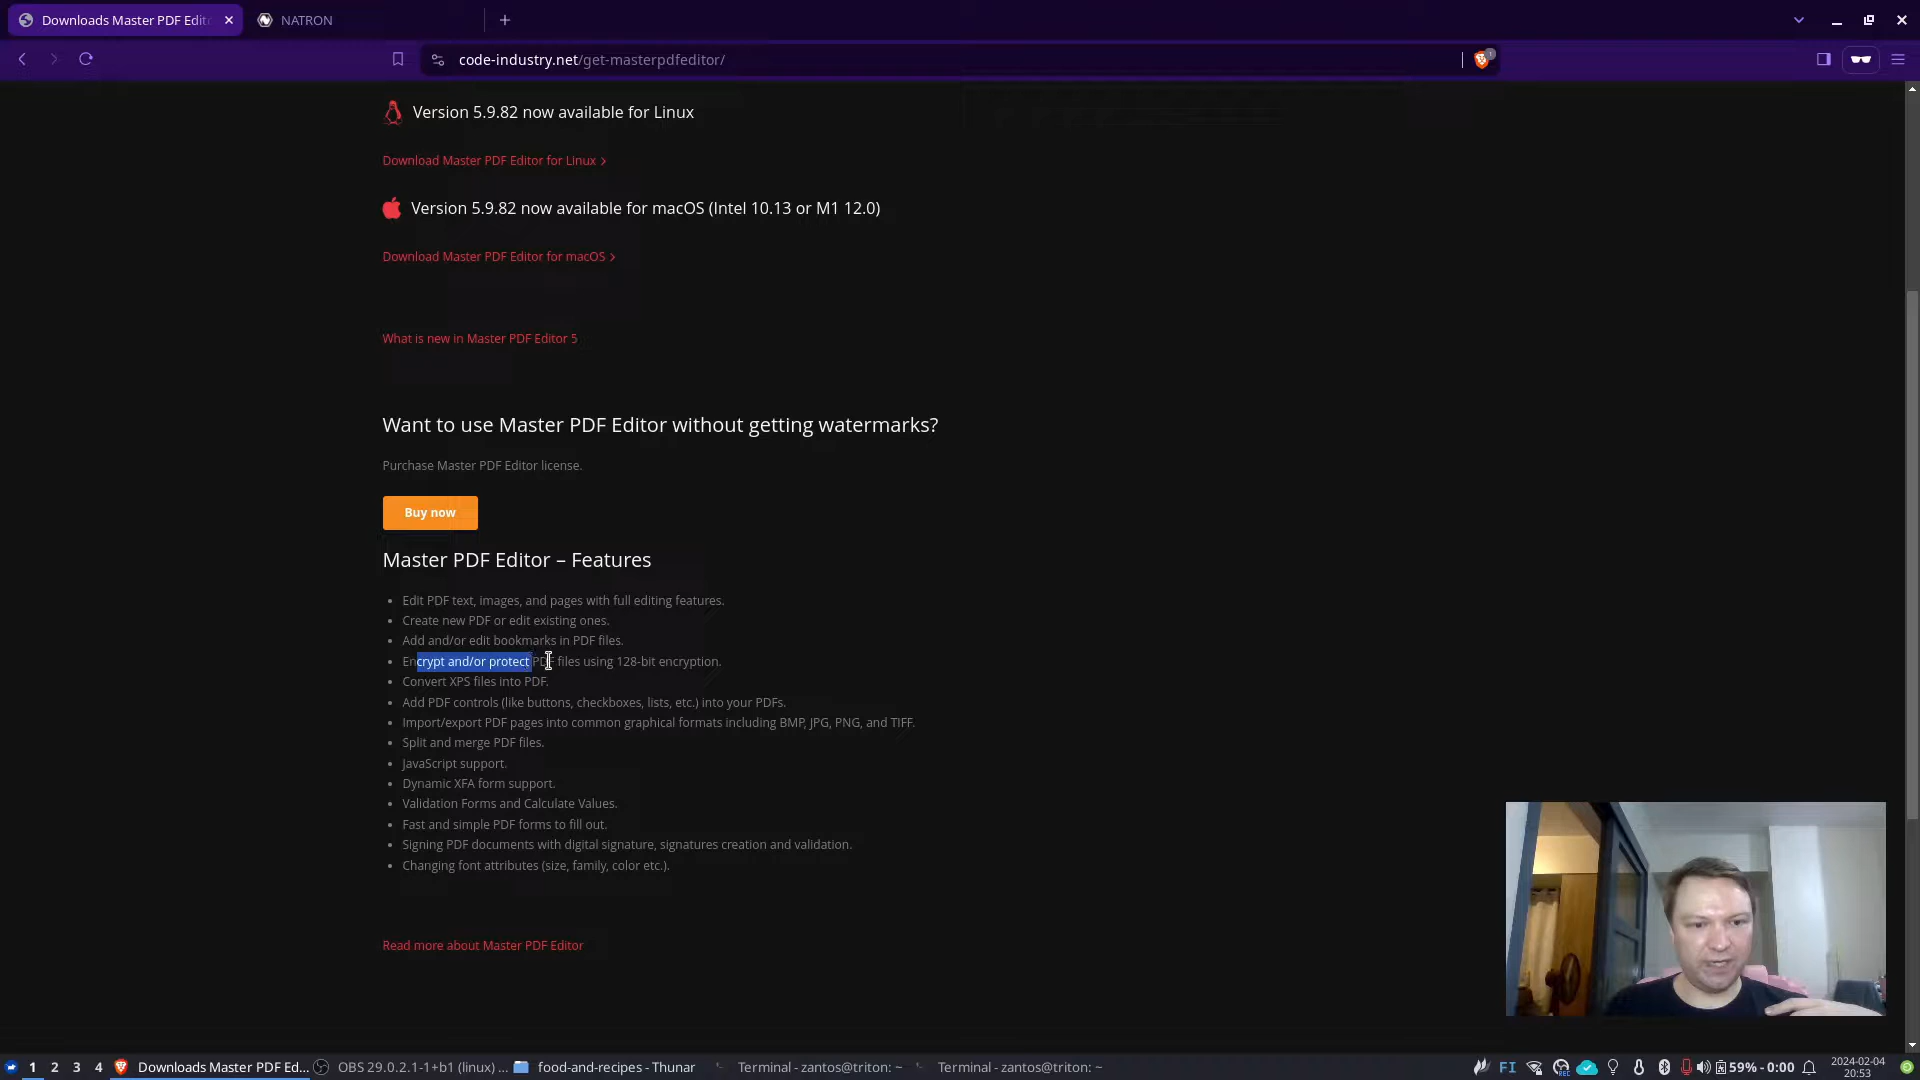 Downloads Master PDF Edito
NATRON
code-industry.net/get-masterpdfeditor/
Version 5.9.82 now available for Linux
Download Master PDF Editor for Linux
Version 5.9.82 now available for macOS (Intel 10.13 or M1 12.0)
Download Master PDF Editor for macOS
What is new in Master PDF Editor 5
Want to use Master PDF Editor without getting watermarks?
Purchase Master PDF Editor license.
Buy now
Master PDF Editor – Features
• Edit PDF text, images, and pages with full editing features.
• Create new PDF or edit existing ones.
• Add and/or edit bookmarks in PDF files.
• Encrypt and/or protect PDF files using 128-bit encryption.
• Convert XPS files into PDF.
• Add PDF controls (like buttons, checkboxes, lists, etc.) into your PDFs.
• Import/export PDF pages into common graphical formats including BMP, JPG, PNG, and TIFF.
• Split and merge PDF files.
• JavaScript support.
• Dynamic XFA form support.
• Validation Forms and Calculate Values.
• Fast and simple PDF forms to fill out.
• Signing PDF documents with digital signature, signatures creation and validation.
• Changing font attributes (size, family, color etc.).
Read more about Master PDF Editor
1 2 3 4 Downloads Master PDF Ed... OBS 29.0.2.1-1+b1 (linux) ... food-and-recipes - Thunar Terminal - zantos@triton: ~ Terminal - zantos@triton: ~ FI REC 59% - 0:00 2024-02-04
20:53